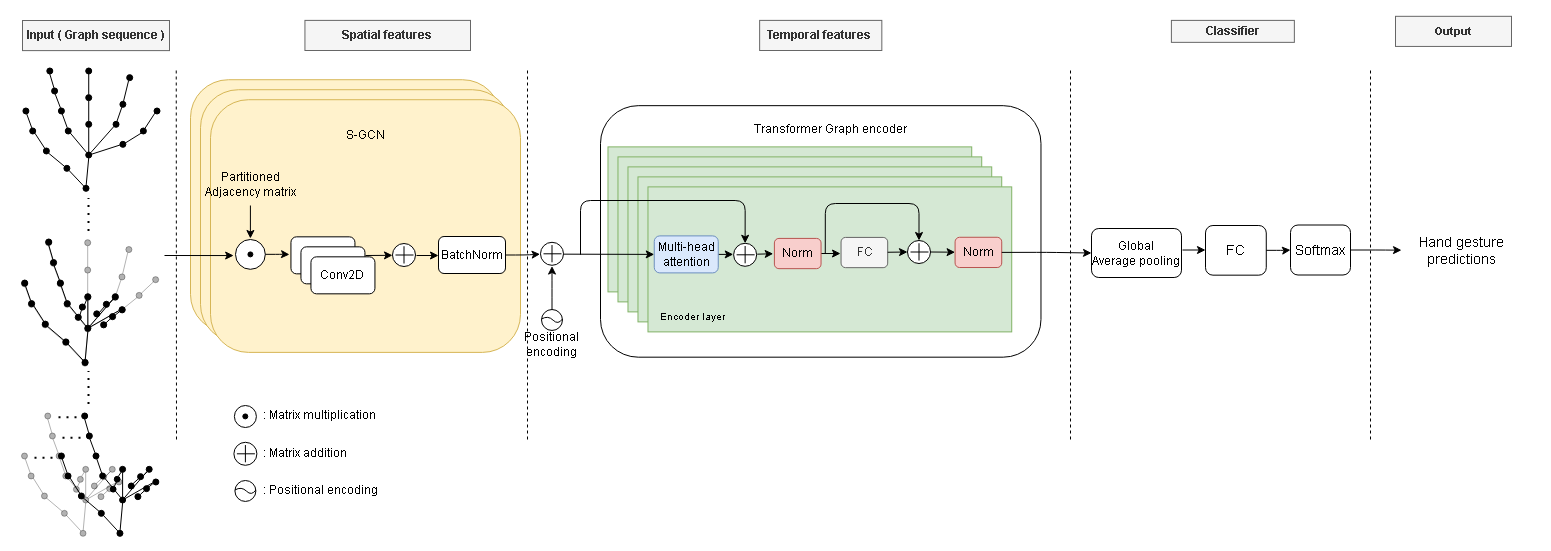 Input ( Graph sequence )
Spatial features
Temporal features
Classifier
Output
S-GCN
Partitioned
Adjacency matrix
Conv2D
BatchNorm
Positional
encoding
Transformer Graph encoder
Multi-head
attention
Norm
FC
Norm
Encoder layer
Global
Average pooling
FC
Softmax
Hand gesture
predictions
: Matrix multiplication
: Matrix addition
: Positional encoding